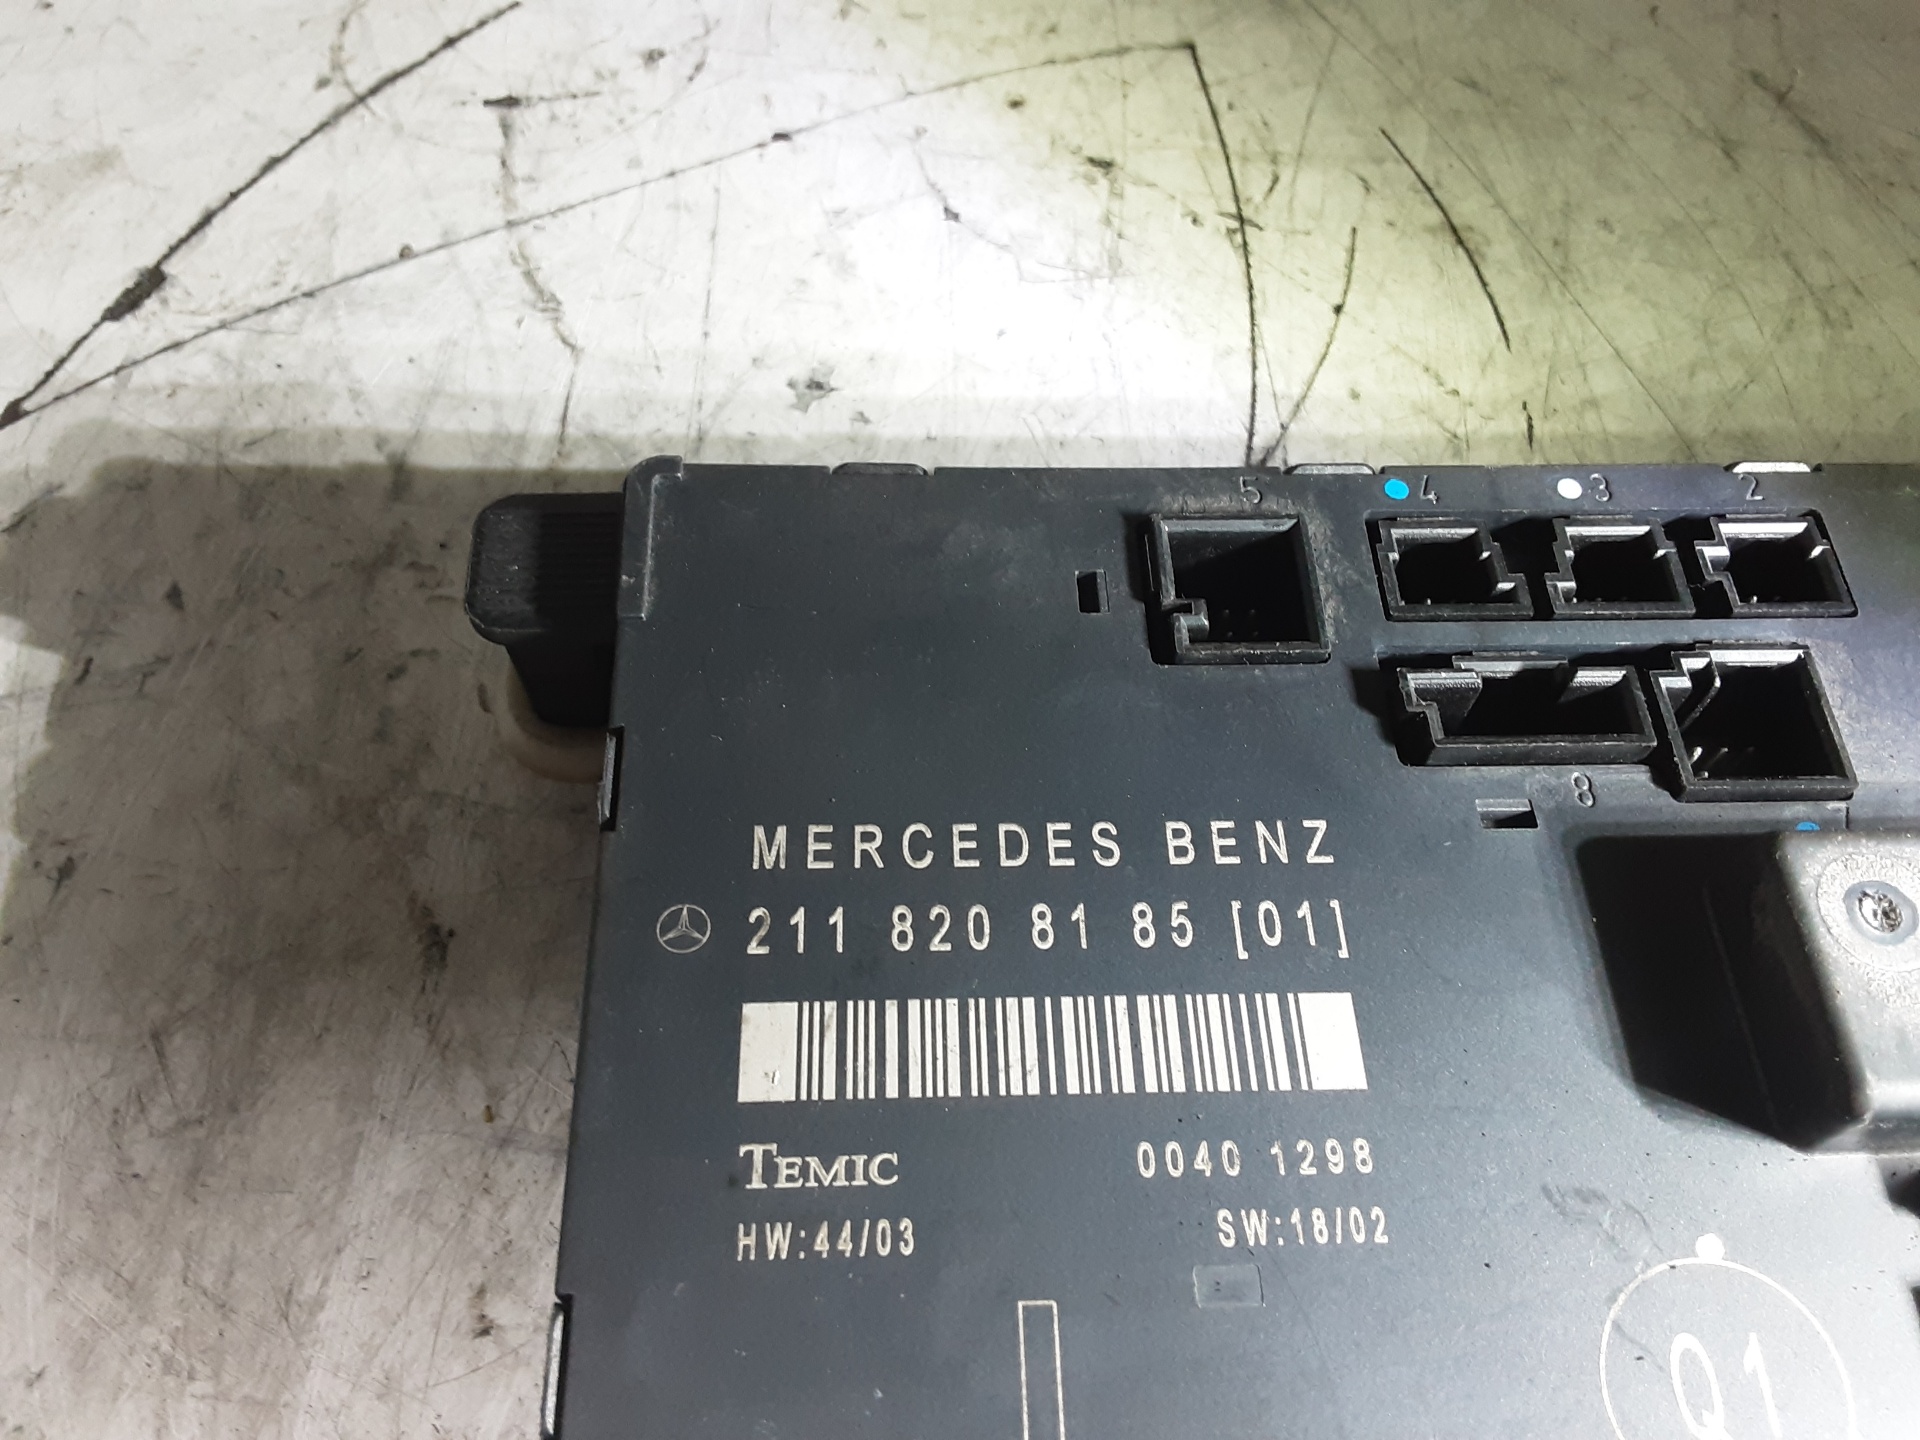 5 4 3 2
8
MERCEDES BENZ
211 820 81 85 [01]
TEMIC 0040 1298
HW:44/03 SW:18/02
Q1